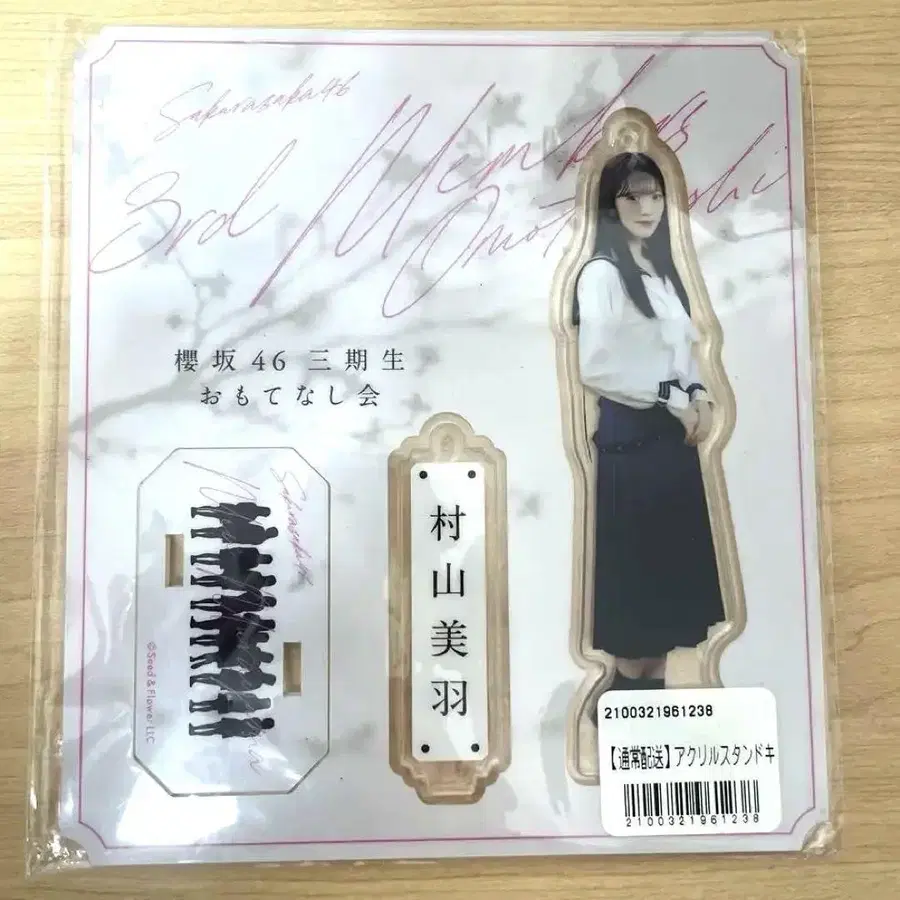 Sakurazaka46
3rd Members
Omotenashi
櫻坂46 三期生
おもてなし会
Sakurazaka46
©Seed & Flower LLC
村山美羽
2100321961238
【通常配送】アクリルスタンドキ
2100321961238